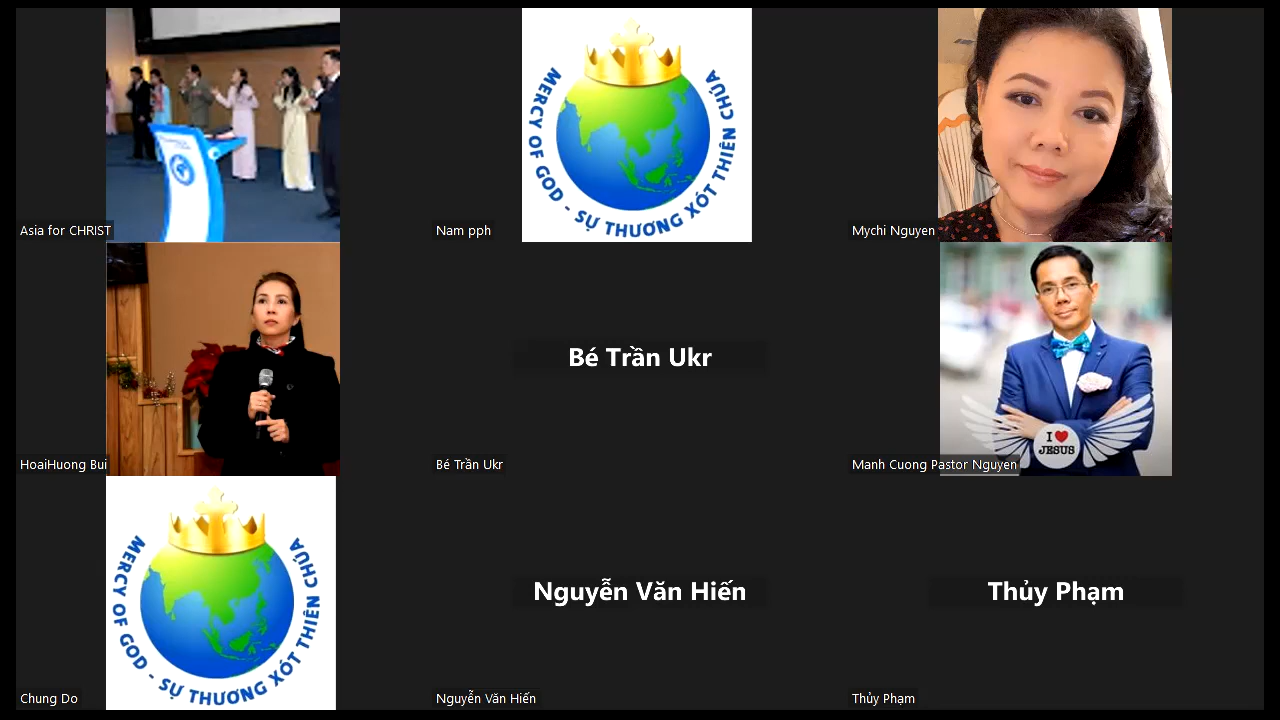 Asia for CHRIST
MERCY OF GOD - SỰ THƯƠNG XÓT THIÊN CHÚA
Nam pph
Mychi Nguyen
HoaiHuong Bui
Bé Trần Ukr
Bé Trần Ukr
I ❤ JESUS
Manh Cuong Pastor Nguyen
MERCY OF GOD - SỰ THƯƠNG XÓT THIÊN CHÚA
Chung Do
Nguyễn Văn Hiến
Nguyễn Văn Hiến
Thủy Phạm
Thủy Phạm